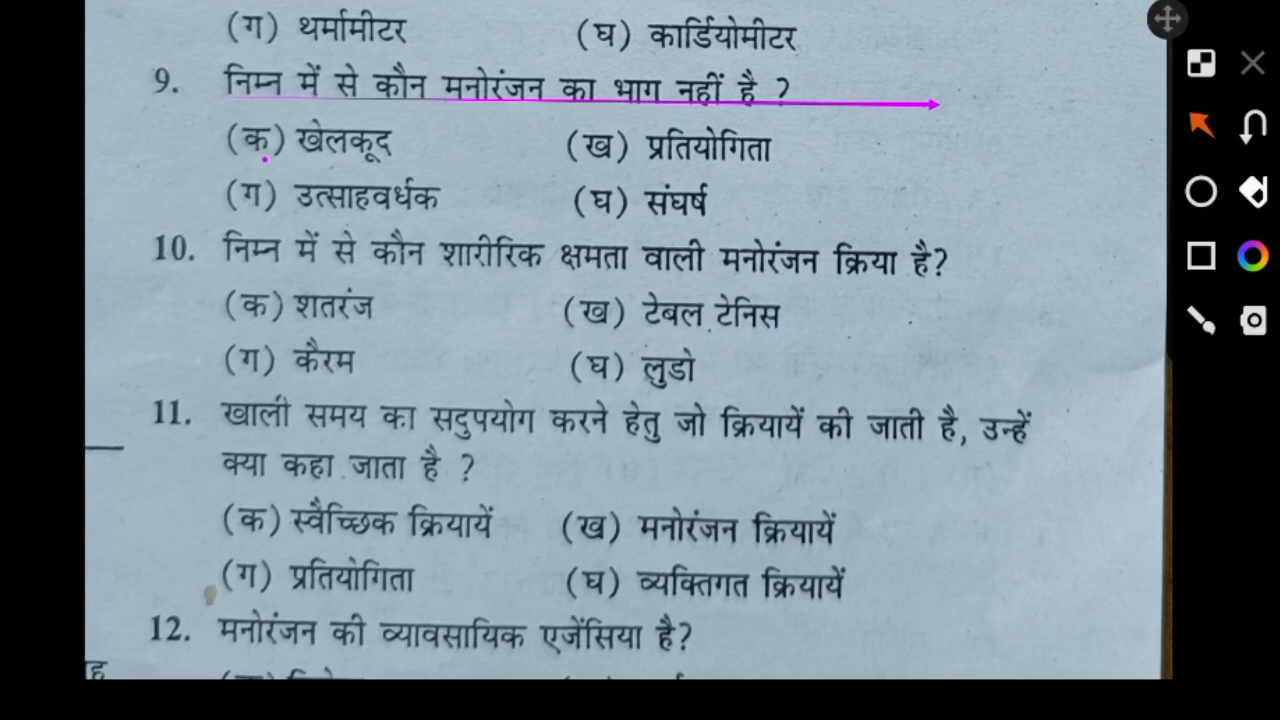 (ग) थर्मामीटर (घ) कार्डियोमीटर
9. निम्न में से कौन मनोरंजन का भाग नहीं है ?
(क) खेलकूद (ख) प्रतियोगिता
(ग) उत्साहवर्धक (घ) संघर्ष
10. निम्न में से कौन शारीरिक क्षमता वाली मनोरंजन क्रिया है?
(क) शतरंज (ख) टेबल टेनिस
(ग) कैरम (घ) लुडो
11. खाली समय का सदुपयोग करने हेतु जो क्रियायें की जाती है, उन्हें
क्या कहा जाता है ?
(क) स्वैच्छिक क्रियायें (ख) मनोरंजन क्रियायें
(ग) प्रतियोगिता (घ) व्यक्तिगत क्रियायें
12. मनोरंजन की व्यावसायिक एजेंसिया है?